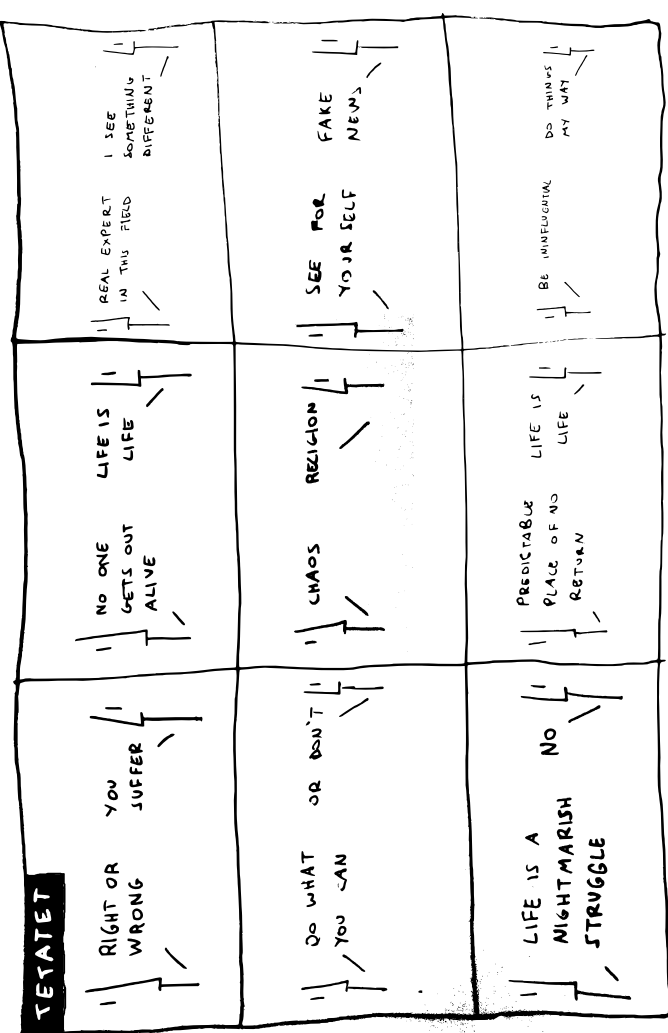 TETATET
RIGHT OR
WRONG
YOU
SUFFER
NO ONE
GETS OUT
ALIVE
LIFE IS
LIFE
REAL EXPERT
IN THIS FIELD
I SEE
SOMETHING
DIFFERENT
DO WHAT
YOU CAN
OR DON'T
CHAOS
RELIGION
SEE FOR
YOUR SELF
FAKE
NEWS
LIFE IS A
NIGHTMARISH
STRUGGLE
NO
PREDICTABLE
PLACE OF NO
RETURN
LIFE IS
LIFE
BE ININFLUENTIAL
DO THINGS
MY WAY